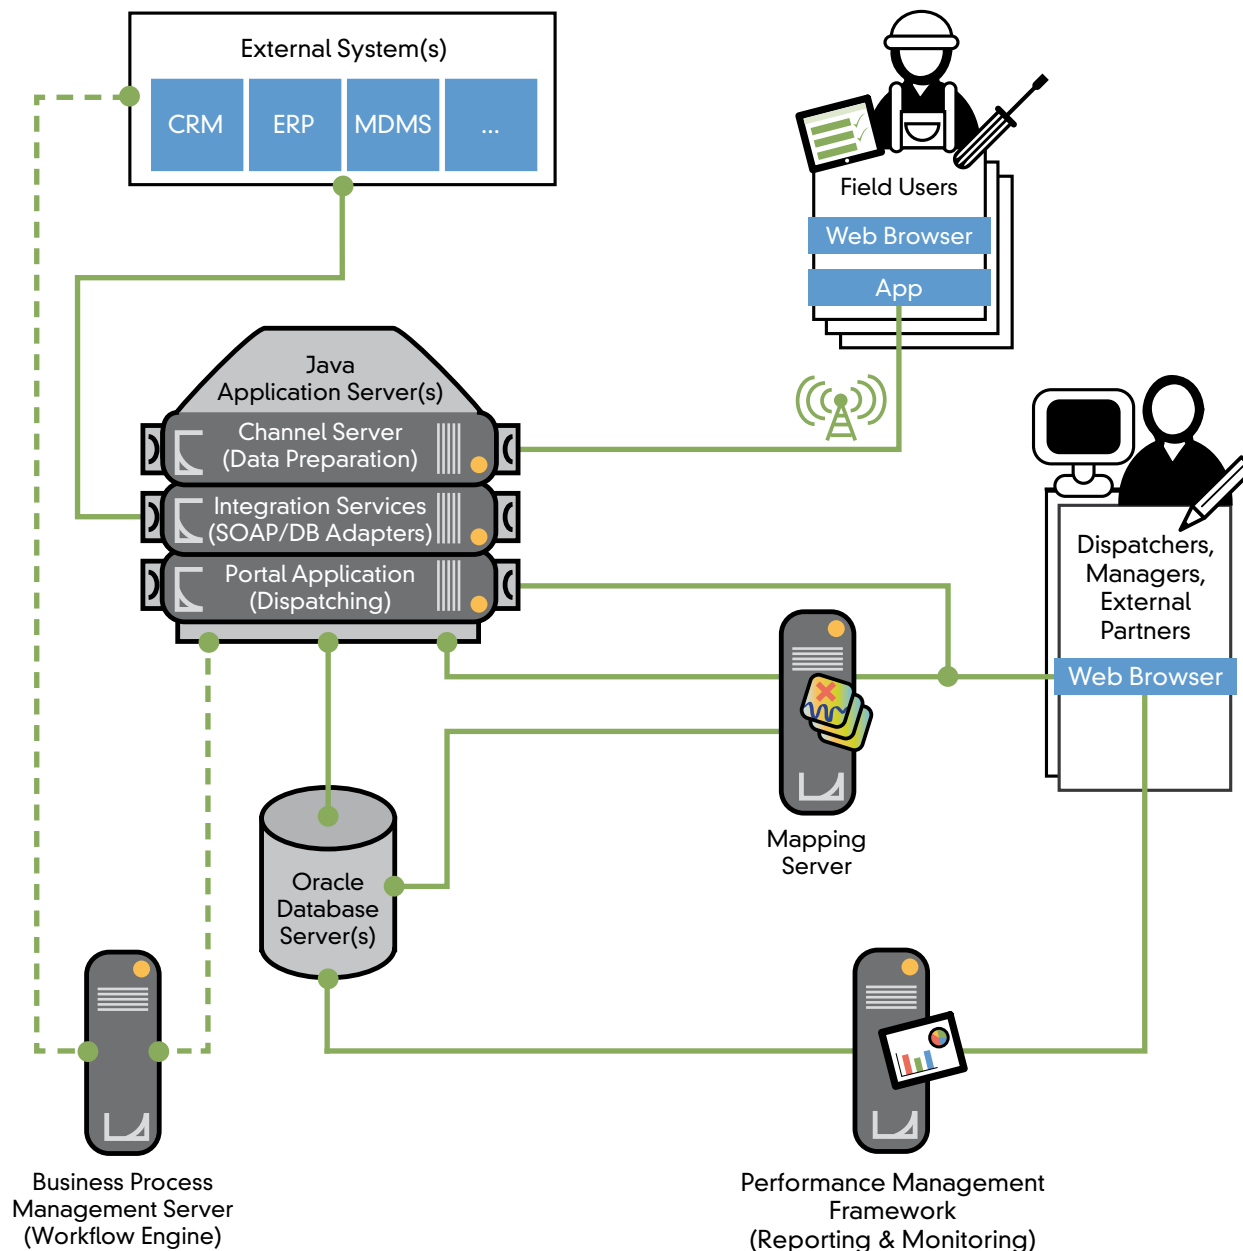 External System(s)
CRM
ERP
MDMS
...
Field Users
Web Browser
App
Java
Application Server(s)
Channel Server
(Data Preparation)
Integration Services
(SOAP/DB Adapters)
Portal Application
(Dispatching)
Dispatchers,
Managers,
External
Partners
Web Browser
Mapping
Server
Oracle
Database
Server(s)
Business Process
Management Server
(Workflow Engine)
Performance Management
Framework
(Reporting & Monitoring)